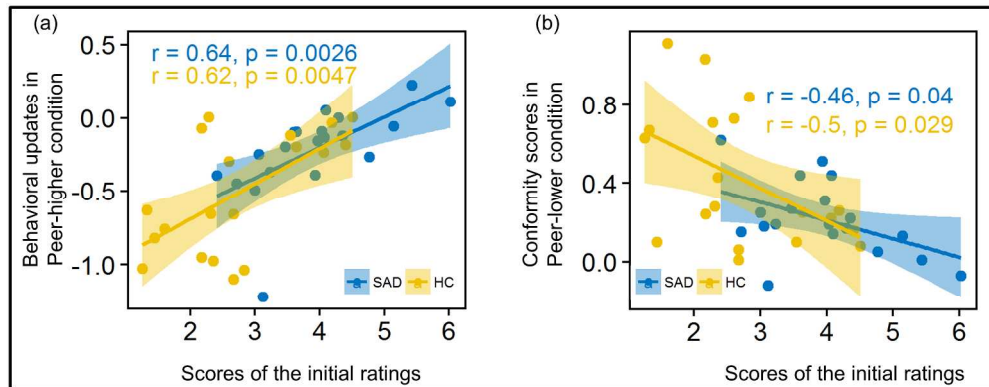 (a)
r = 0.64, p = 0.0026
r = 0.62, p = 0.0047
0.5
0.0
-0.5
-1.0
Behavioral updates in
Peer-higher condition
a SAD a HC
2 3 4 5 6
Scores of the initial ratings
(b)
r = -0.46, p = 0.04
r = -0.5, p = 0.029
0.8
0.4
0.0
Conformity scores in
Peer-lower condition
a SAD a HC
2 3 4 5 6
Scores of the initial ratings